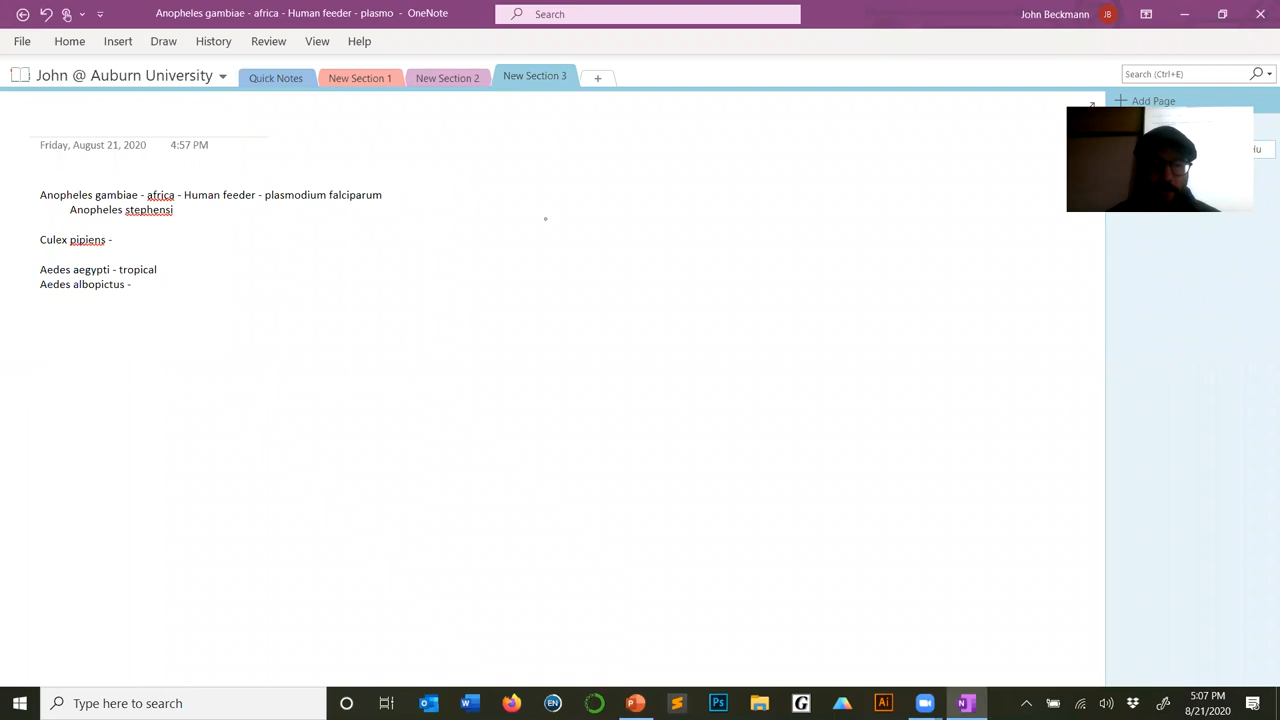 Anopheles gambiae - africa - Human feeder - plasmo - OneNote
Search
John Beckmann JB
File Home Insert Draw History Review View Help
John @ Auburn University Quick Notes New Section 1 New Section 2 New Section 3 +
Search (Ctrl+E)
Add Page
Friday, August 21, 2020 4:57 PM
Anopheles gambiae - africa - Human feeder - plasmodium falciparum
Anopheles stephensi
Culex pipiens -
Aedes aegypti - tropical
Aedes albopictus -
Type here to search
5:07 PM
8/21/2020